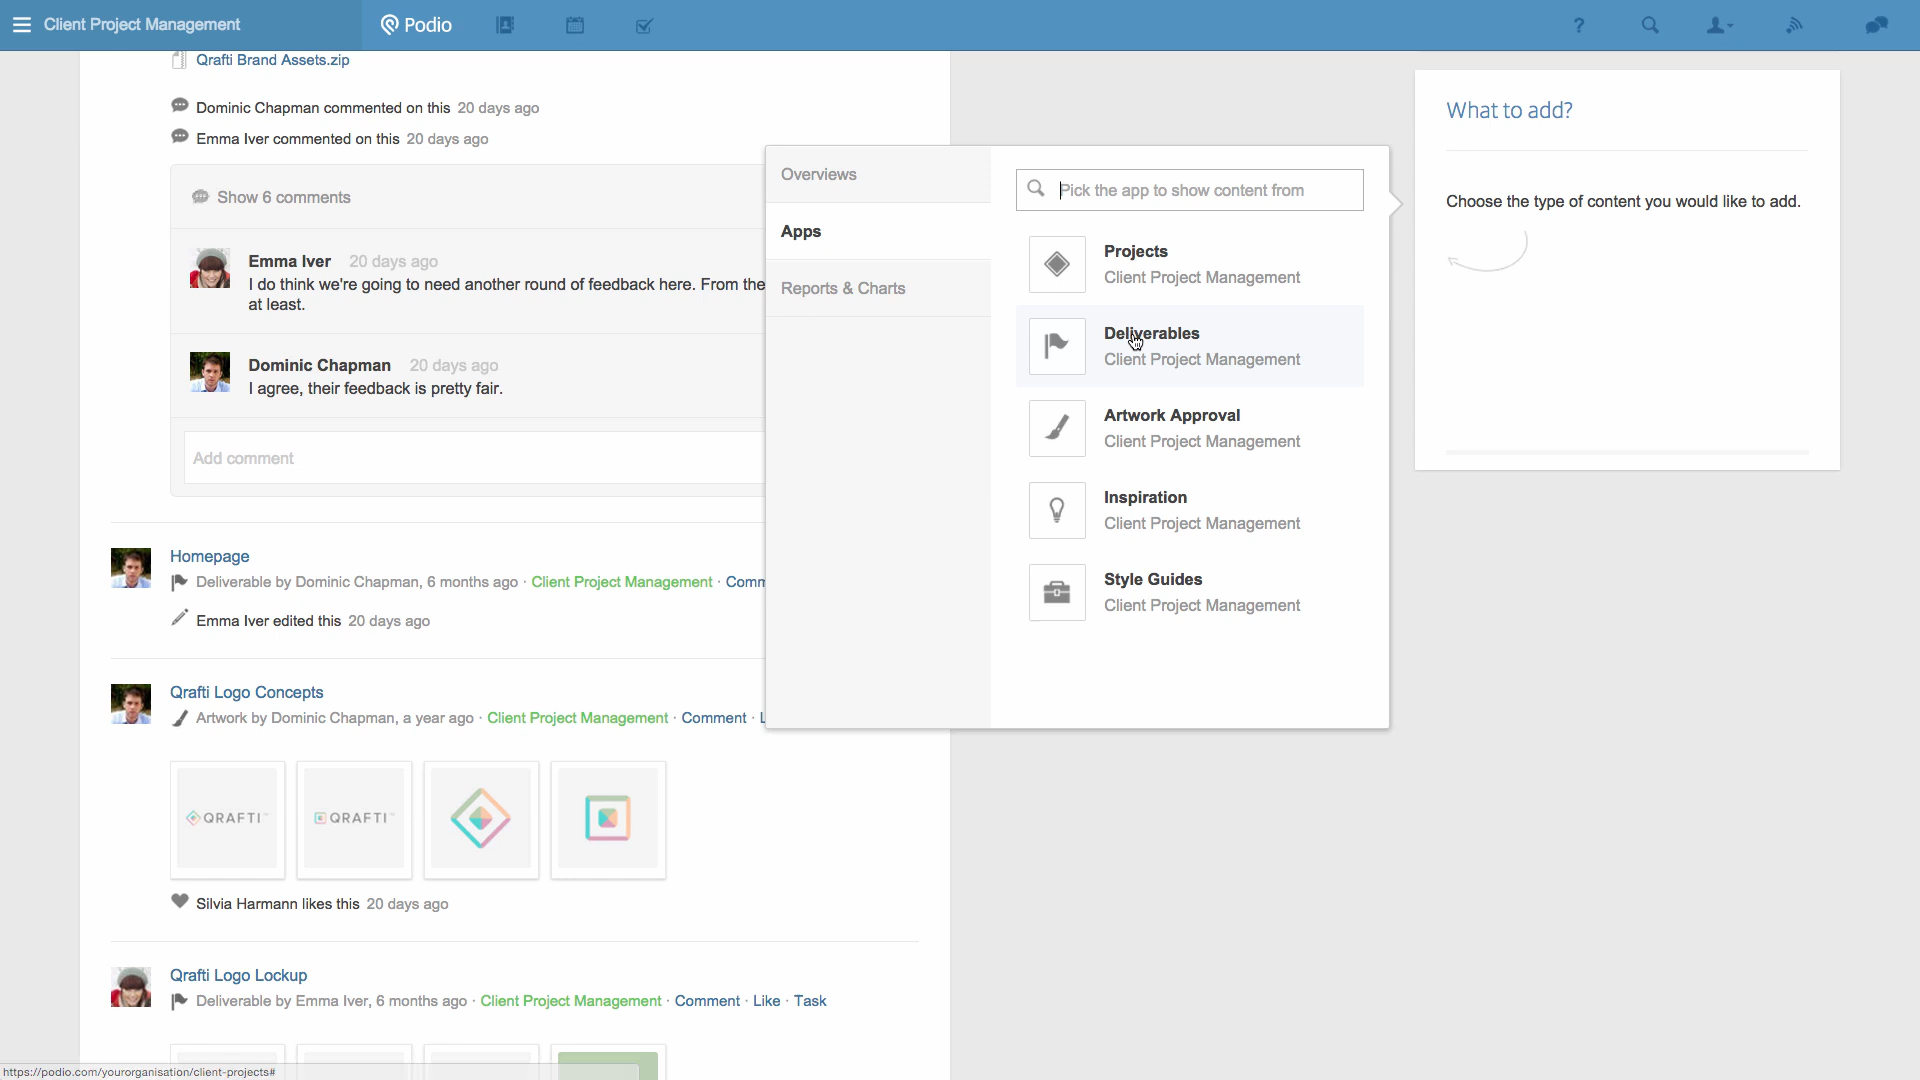 Client Project Management
Podio
Qrafti Brand Assets.zip
Dominic Chapman commented on this 20 days ago
Emma Iver commented on this 20 days ago
Show 6 comments
Emma Iver 20 days ago
I do think we're going to need another round of feedback here. From the
at least.
Dominic Chapman 20 days ago
I agree, their feedback is pretty fair.
Add comment
Homepage
Deliverable by Dominic Chapman, 6 months ago · Client Project Management ·
Emma Iver edited this 20 days ago
Qrafti Logo Concepts
Artwork by Dominic Chapman, a year ago · Client Project Management · Comment ·
QRAFTI™
QRAFTI™
Silvia Harmann likes this 20 days ago
Qrafti Logo Lockup
Deliverable by Emma Iver, 6 months ago · Client Project Management · Comment · Like · Task
Overviews
Apps
Reports & Charts
Pick the app to show content from
Projects
Client Project Management
Deliverables
Client Project Management
Artwork Approval
Client Project Management
Inspiration
Client Project Management
Style Guides
Client Project Management
What to add?
Choose the type of content you would like to add.
https://podio.com/yourorganisation/client-projects#